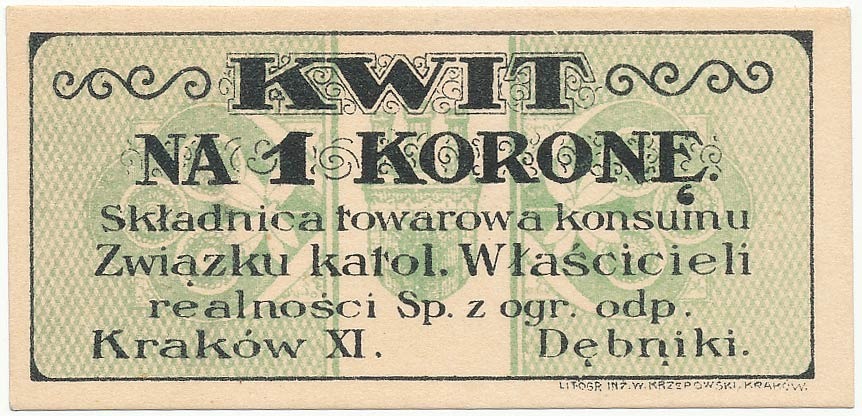 KWIT
NA 1 KORONĘ.
Składnica towarowa konsumu
Związku katol. Właścicieli
realności Sp. z ogr. odp.
Kraków XI. Dębniki.
LITOGR INŻ. W. KRZEPOWSKI, KRAKÓW.